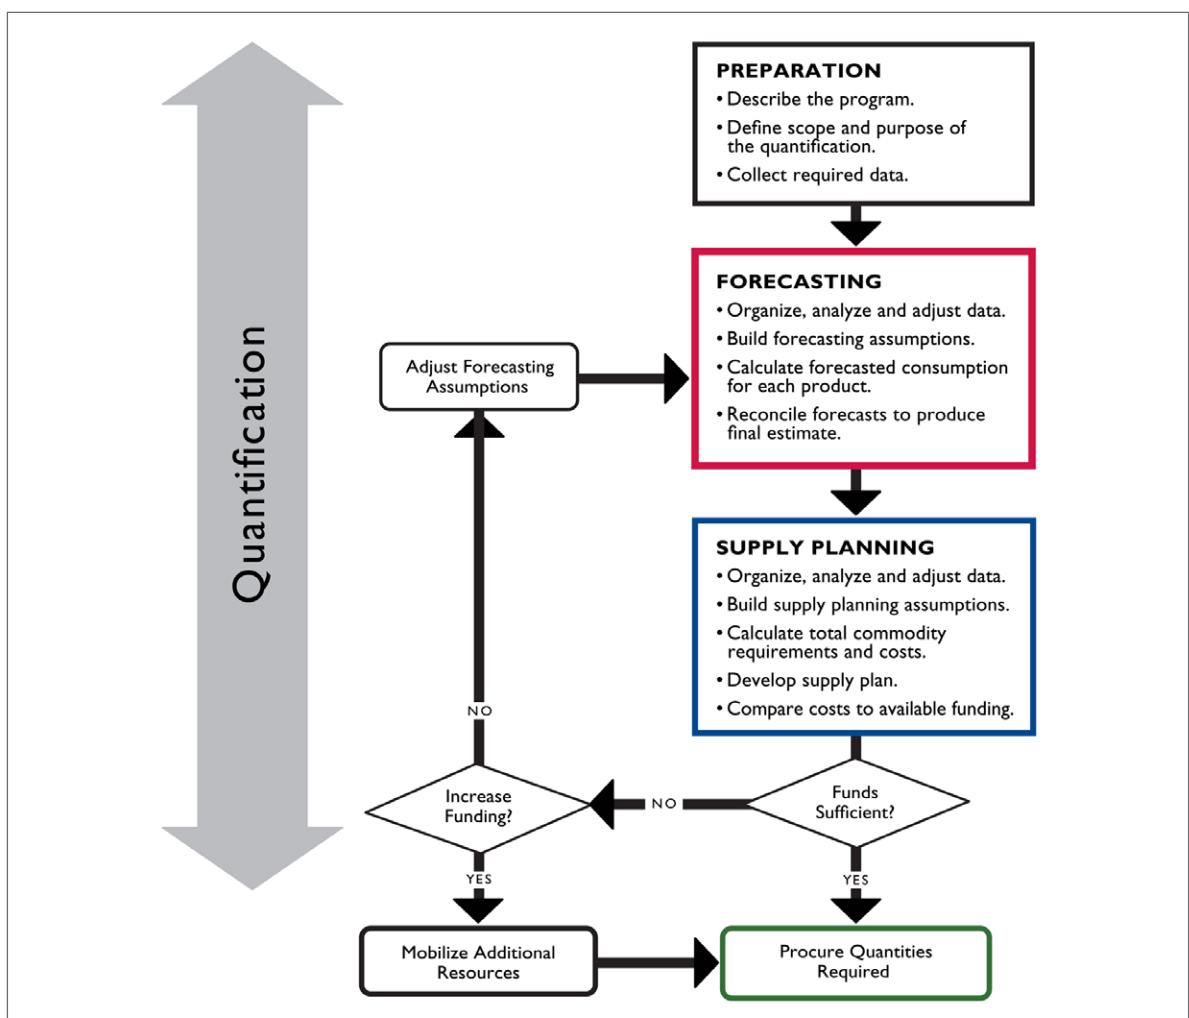 Quantification
PREPARATION
• Describe the program.
• Define scope and purpose of
the quantification.
• Collect required data.
FORECASTING
• Organize, analyze and adjust data.
• Build forecasting assumptions.
• Calculate forecasted consumption
for each product.
• Reconcile forecasts to produce
final estimate.
Adjust Forecasting
Assumptions
SUPPLY PLANNING
• Organize, analyze and adjust data.
• Build supply planning assumptions.
• Calculate total commodity
requirements and costs.
• Develop supply plan.
• Compare costs to available funding.
Funds
Sufficient?
NO
Increase
Funding?
NO
YES
YES
Mobilize Additional
Resources
Procure Quantities
Required